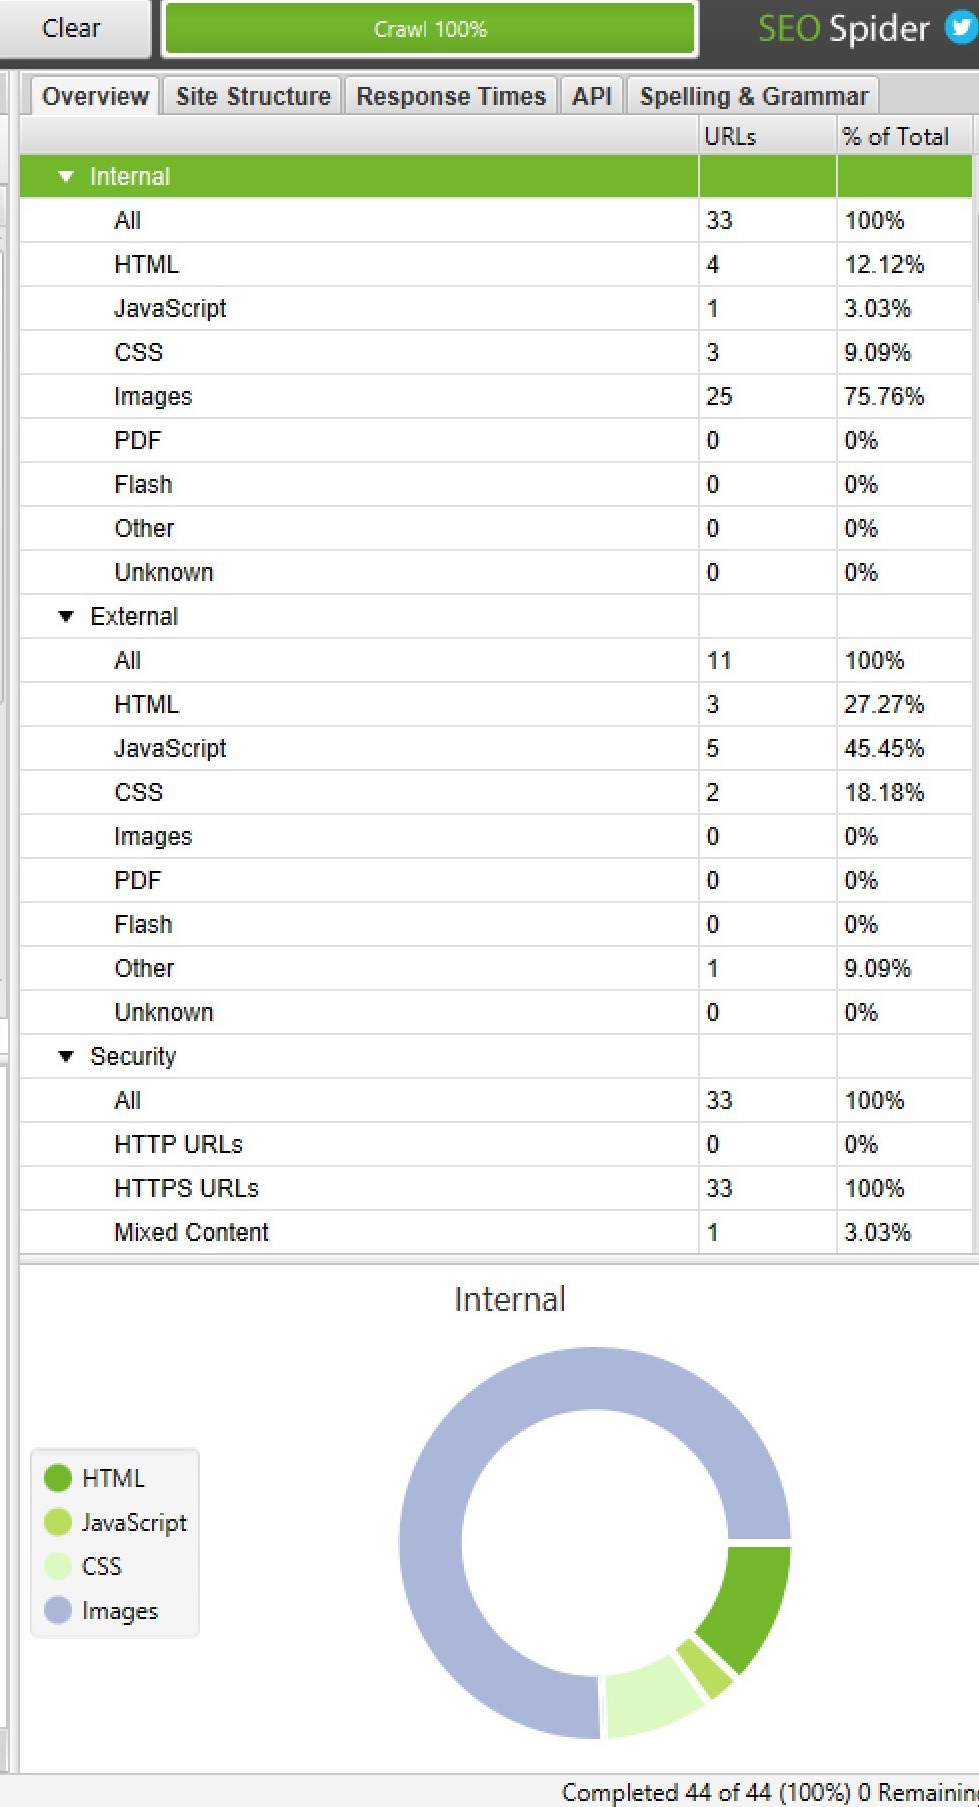 Clear
Crawl 100%
SEO Spider
Overview Site Structure Response Times API Spelling & Grammar
URLs % of Total
Internal
All 33 100%
HTML 4 12.12%
JavaScript 1 3.03%
CSS 3 9.09%
Images 25 75.76%
PDF 0 0%
Flash 0 0%
Other 0 0%
Unknown 0 0%
External
All 11 100%
HTML 3 27.27%
JavaScript 5 45.45%
CSS 2 18.18%
Images 0 0%
PDF 0 0%
Flash 0 0%
Other 1 9.09%
Unknown 0 0%
Security
All 33 100%
HTTP URLs 0 0%
HTTPS URLs 33 100%
Mixed Content 1 3.03%
Internal
HTML
JavaScript
CSS
Images
Completed 44 of 44 (100%) 0 Remaining